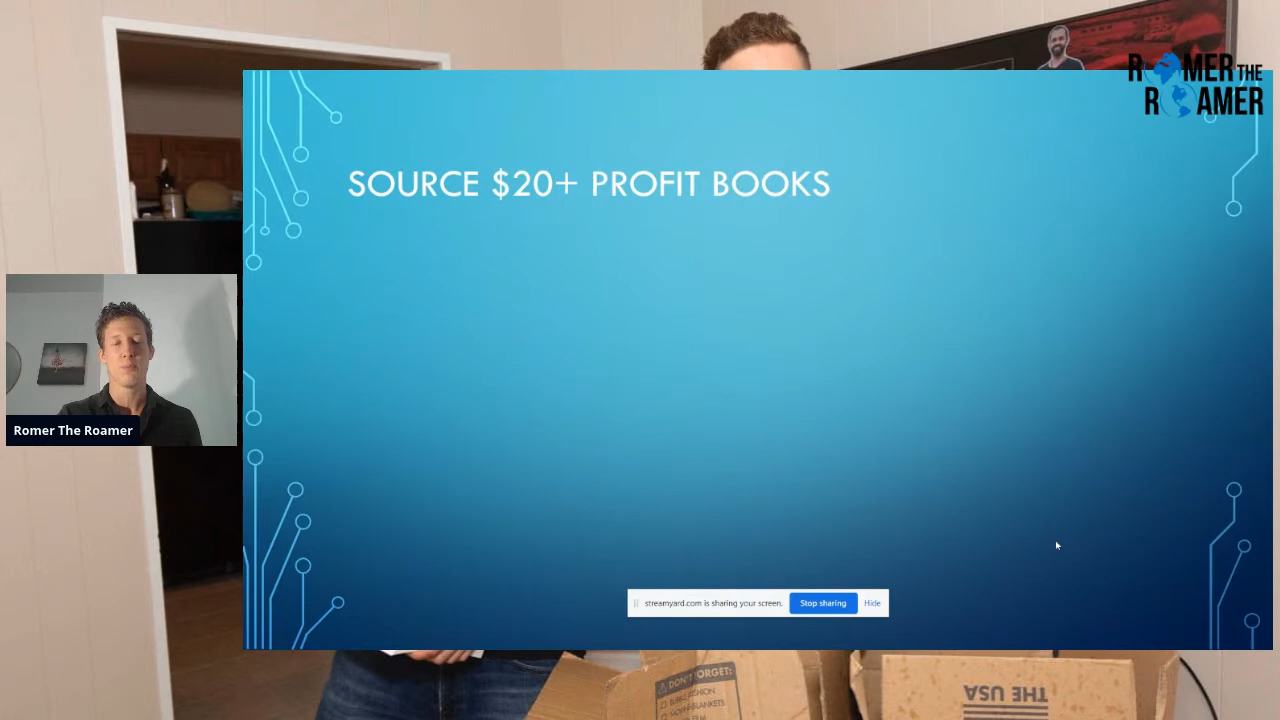 ROMER THE
ROAMER
SOURCE $20+ PROFIT BOOKS
Romer The Roamer
streamyard.com is sharing your screen.
Stop sharing
Hide
DON'T FORGET:
THE USA